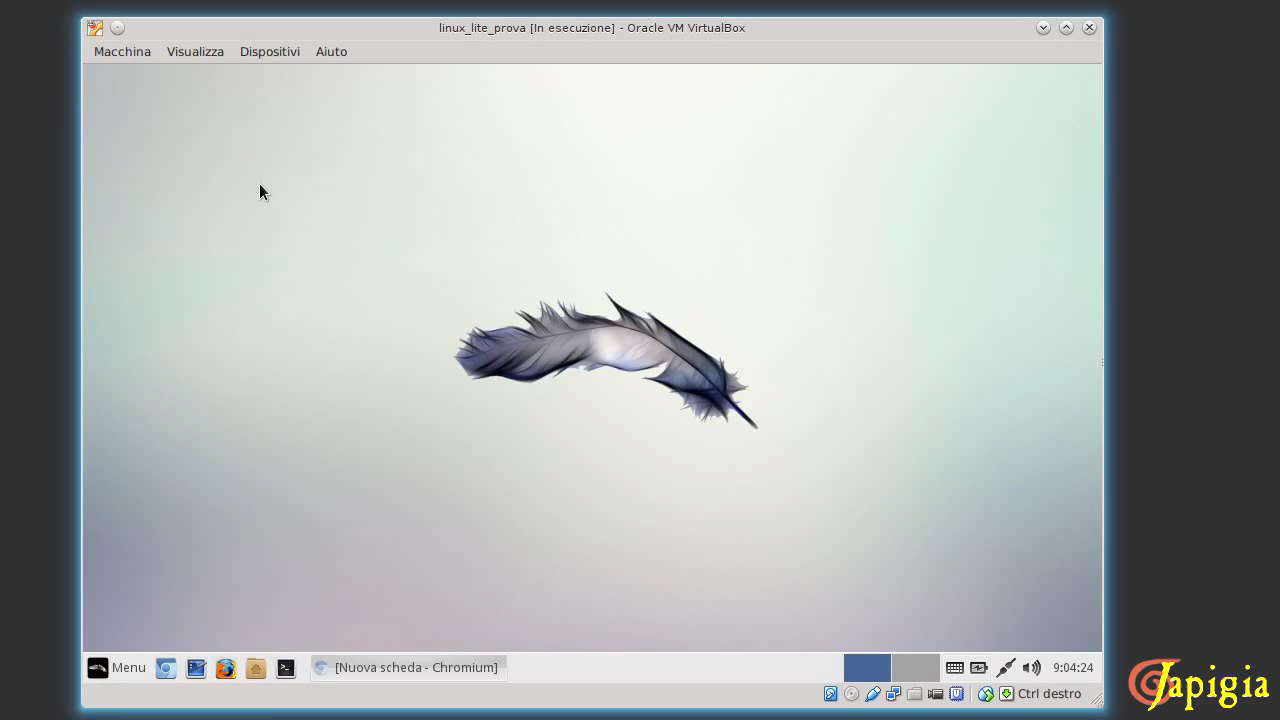 linux_lite_prova [In esecuzione] - Oracle VM VirtualBox
Macchina Visualizza Dispositivi Aiuto
Menu [Nuova scheda - Chromium] 9:04:24
Ctrl destro
Japigia